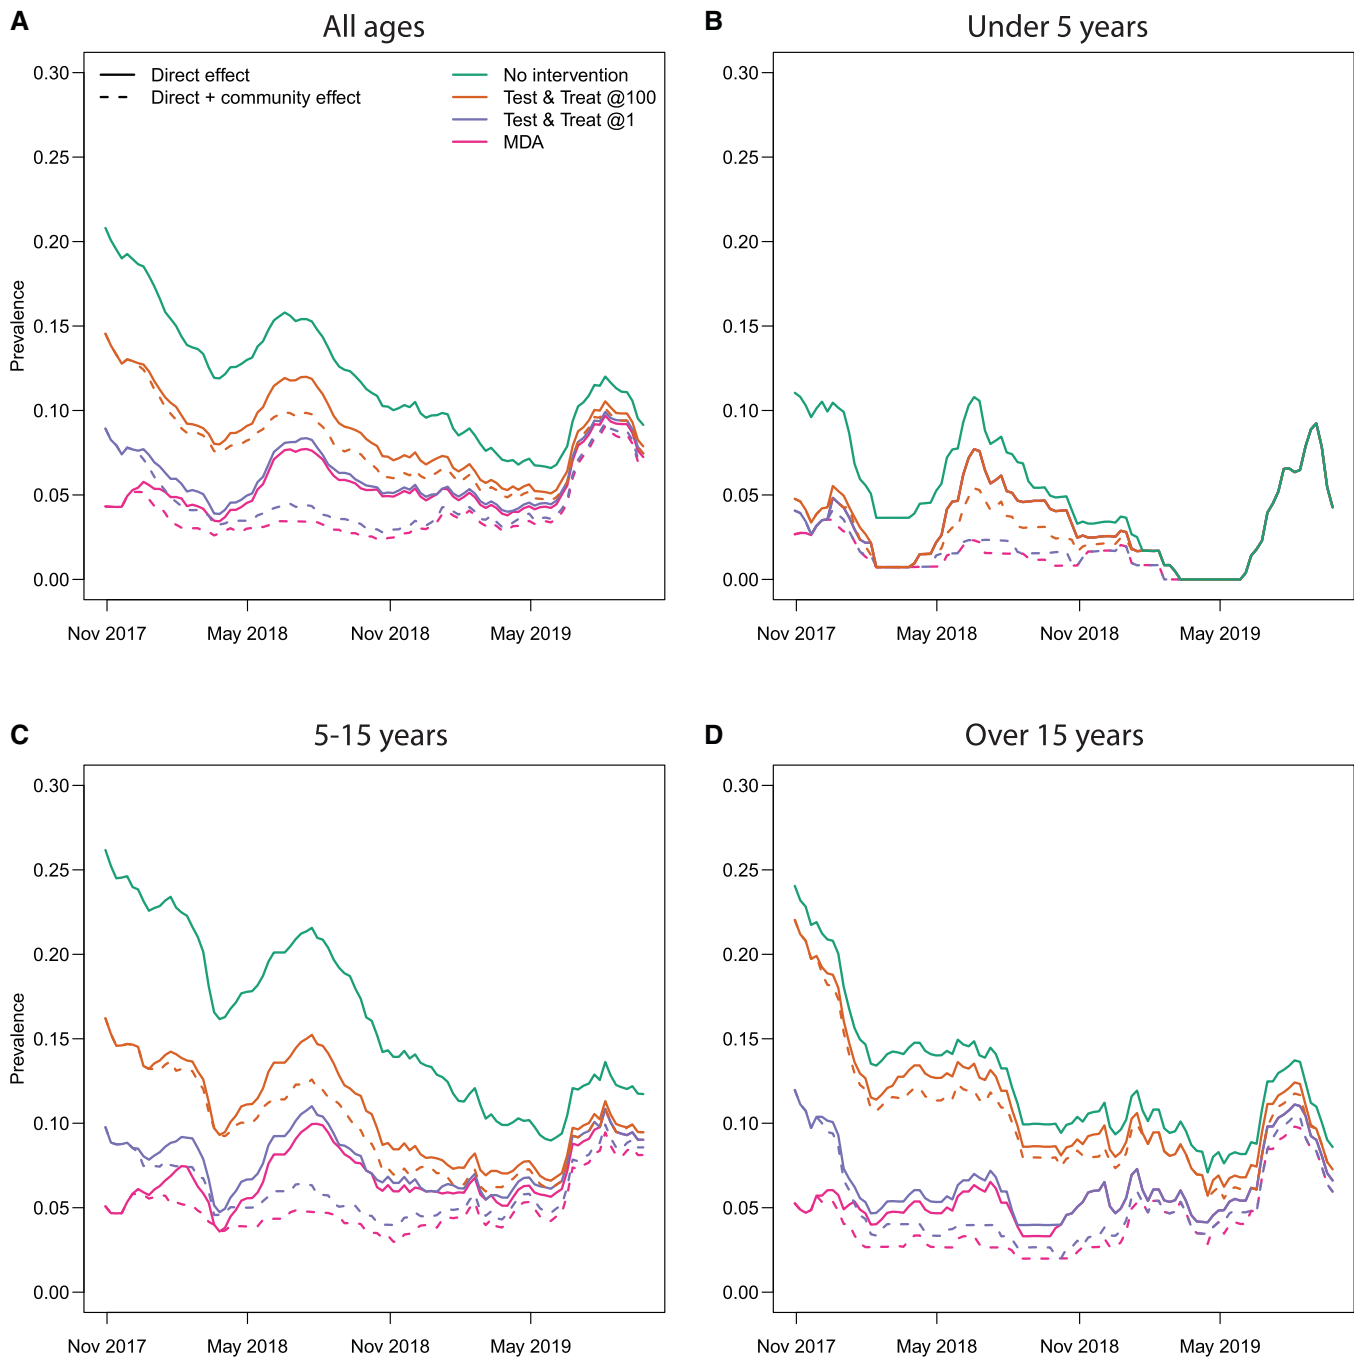 A
All ages
Prevalence
0.30
0.25
0.20
0.15
0.10
0.05
0.00
Direct effect
Direct + community effect
No intervention
Test & Treat @100
Test & Treat @1
MDA
Nov 2017
May 2018
Nov 2018
May 2019
B
Under 5 years
0.30
0.25
0.20
0.15
0.10
0.05
0.00
Nov 2017
May 2018
Nov 2018
May 2019
C
5-15 years
Prevalence
0.30
0.25
0.20
0.15
0.10
0.05
0.00
Nov 2017
May 2018
Nov 2018
May 2019
D
Over 15 years
0.30
0.25
0.20
0.15
0.10
0.05
0.00
Nov 2017
May 2018
Nov 2018
May 2019